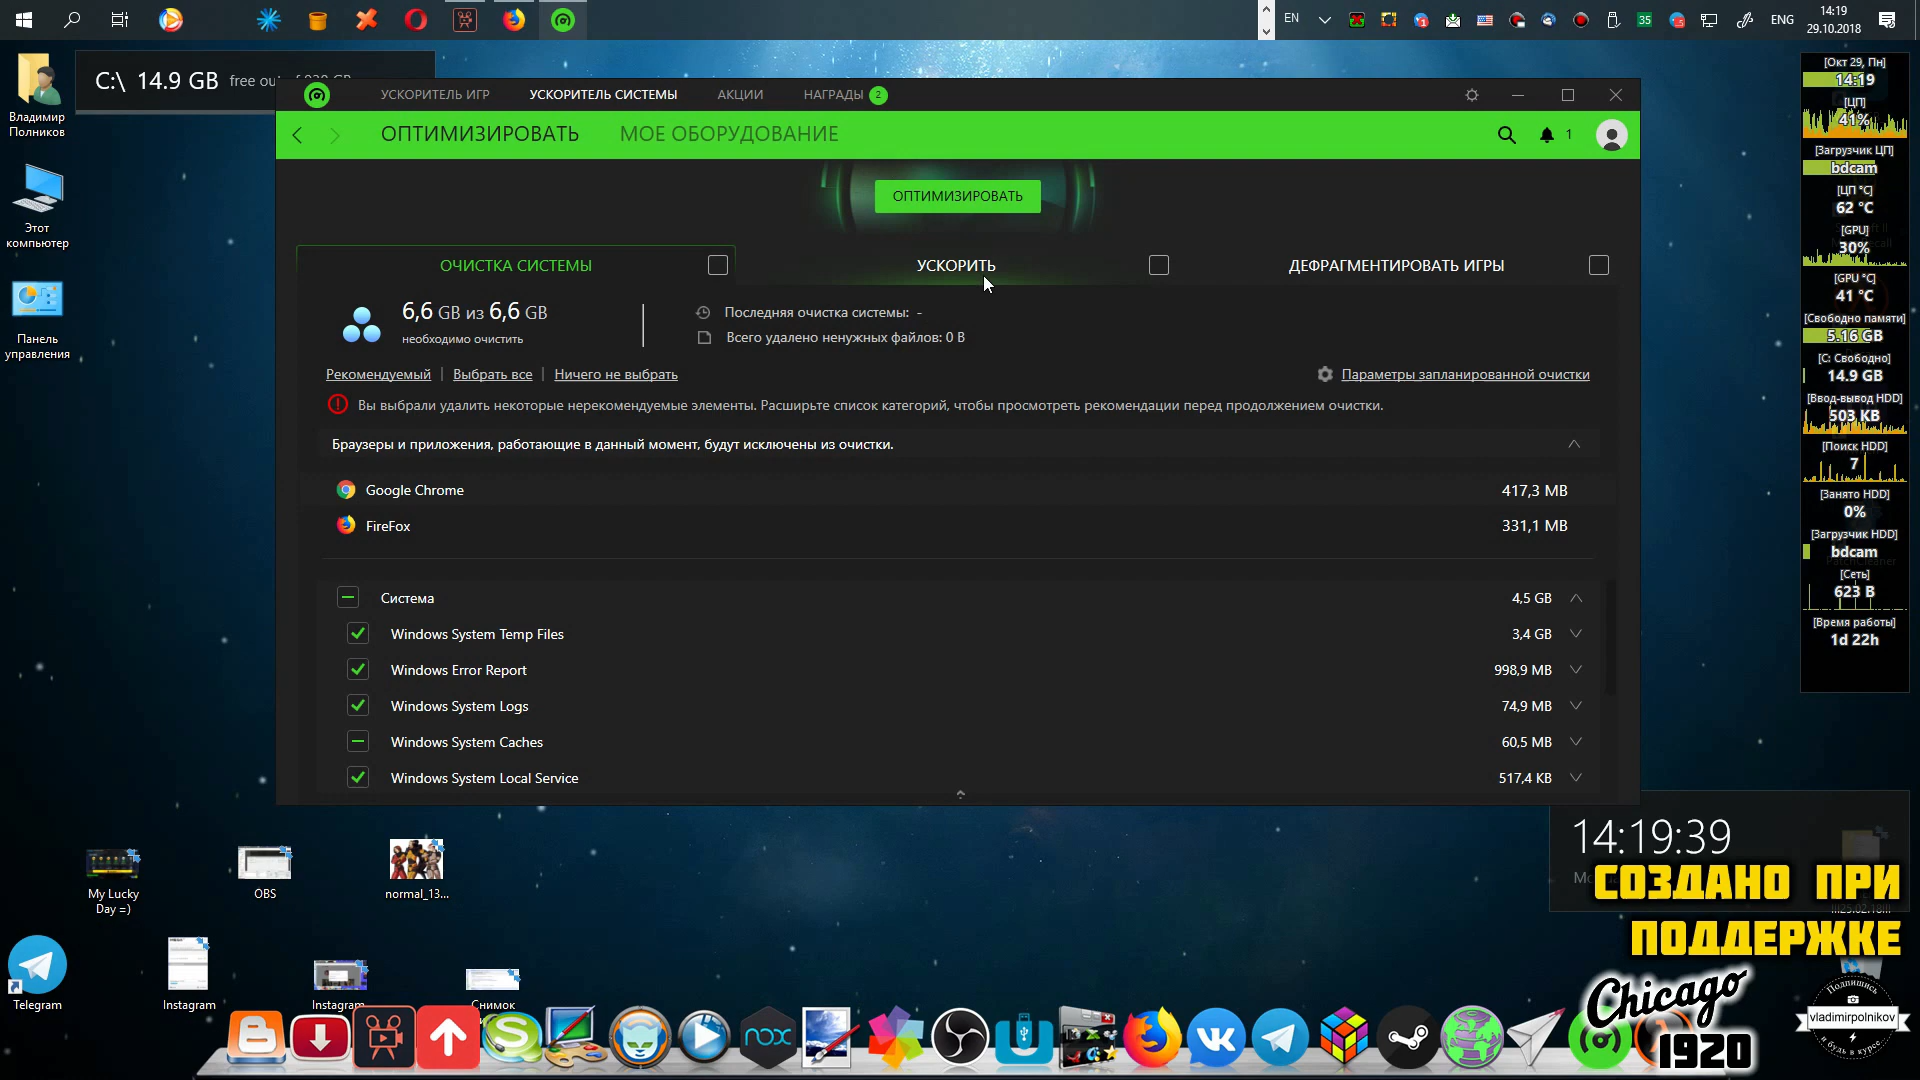 EN
35
ENG
14:19
29.10.2018
C:\ 14.9 GB free
Владимир
Полников
Этот
компьютер
Панель
управления
УСКОРИТЕЛЬ ИГР
УСКОРИТЕЛЬ СИСТЕМЫ
АКЦИИ
НАГРАДЫ 2
ОПТИМИЗИРОВАТЬ
МОЕ ОБОРУДОВАНИЕ
1
ОПТИМИЗИРОВАТЬ
ОЧИСТКА СИСТЕМЫ
УСКОРИТЬ
ДЕФРАГМЕНТИРОВАТЬ ИГРЫ
6,6 GB из 6,6 GB
необходимо очистить
Последняя очистка системы: -
Всего удалено ненужных файлов: 0 B
Рекомендуемый | Выбрать все | Ничего не выбрать
Параметры запланированной очистки
Вы выбрали удалить некоторые нерекомендуемые элементы. Расширьте список категорий, чтобы просмотреть рекомендации перед продолжением очистки.
Браузеры и приложения, работающие в данный момент, будут исключены из очистки.
Google Chrome 417,3 MB
FireFox 331,1 MB
Система 4,5 GB
Windows System Temp Files 3,4 GB
Windows Error Report 998,9 MB
Windows System Logs 74,9 MB
Windows System Caches 60,5 MB
Windows System Local Service 517,4 KB
[Окт 29, Пн]
14:19
[ЦП]
41%
[Загрузчик ЦП]
bdcam
[ЦП °C]
62 °C
[GPU]
30%
[GPU °C]
41 °C
[Свободно памяти]
5.16 GB
[C: Свободно]
14.9 GB
[Ввод-вывод HDD]
503 KB
[Поиск HDD]
7
[Занято HDD]
0%
[Загрузчик HDD]
bdcam
[Сеть]
623 B
[Время работы]
1d 22h
14:19:39
СОЗДАНО ПРИ
ПОДДЕРЖКЕ
Chicago
1920
Подпишись
vladimirpolnikov
и будь в курсе
My Lucky
Day =)
OBS
normal_13...
Telegram
Instagram
Instagram
Снимок
nox